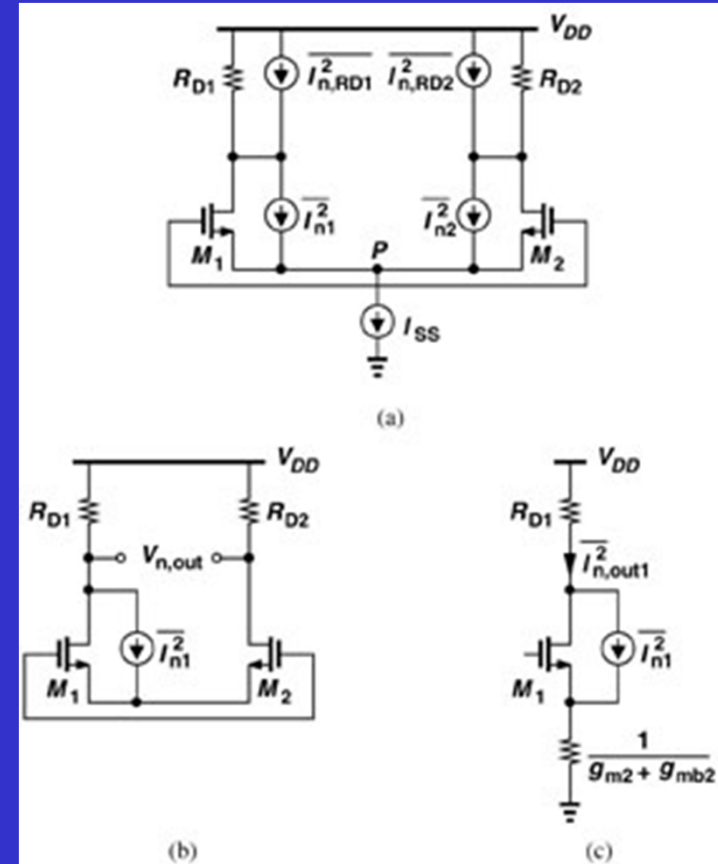 V_DD
R_D1 I²_n,RD1 I²_n,RD2 R_D2
I²_n1 I²_n2
M_1 P M_2
I_SS
(a)
V_DD
R_D1 R_D2
V_n,out
I²_n1
M_1 M_2
(b)
V_DD
R_D1
I²_n,out1
I²_n1
M_1
1
g_m2 + g_mb2
(c)